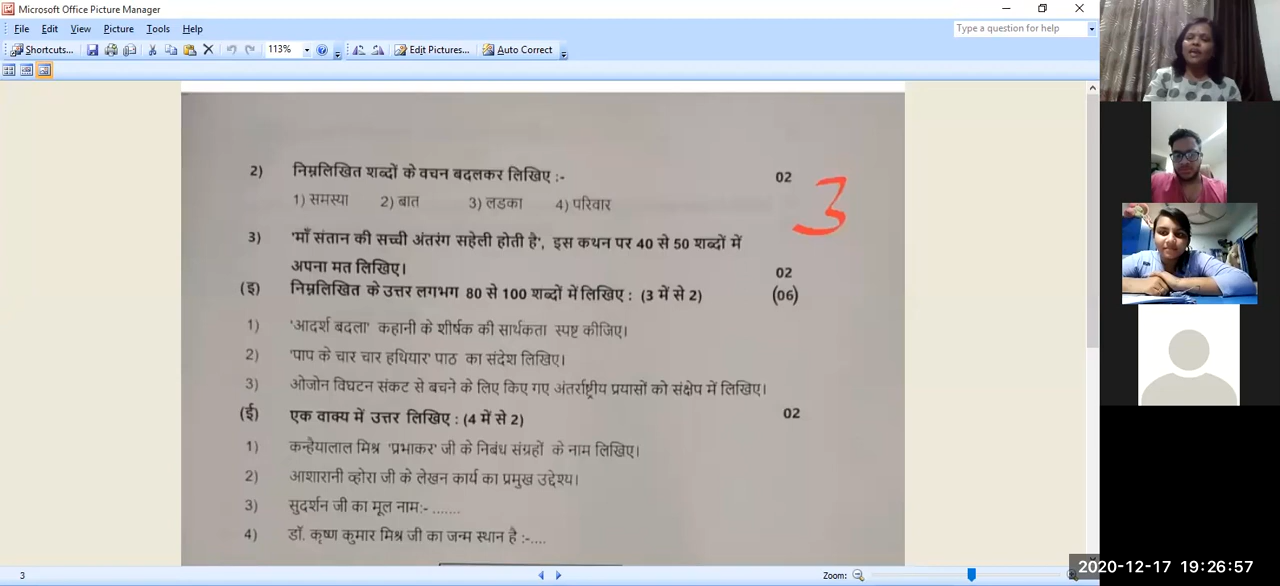 Microsoft Office Picture Manager
File Edit View Picture Tools Help
Type a question for help
Shortcuts... 113% Edit Pictures... Auto Correct
2) निम्नलिखित शब्दों के वचन बदलकर लिखिए :- 02
1) समस्या 2) बात 3) लडका 4) परिवार
3
3) 'माँ संतान की सच्ची अंतरंग सहेली होती है', इस कथन पर 40 से 50 शब्दों में
अपना मत लिखिए। 02
(इ) निम्नलिखित के उत्तर लगभग 80 से 100 शब्दों में लिखिए : (3 में से 2) (06)
1) 'आदर्श बदला' कहानी के शीर्षक की सार्थकता स्पष्ट कीजिए।
2) 'पाप के चार चार हथियार' पाठ का संदेश लिखिए।
3) ओजोन विघटन संकट से बचने के लिए किए गए अंतर्राष्ट्रीय प्रयासों को संक्षेप में लिखिए।
(ई) एक वाक्य में उत्तर लिखिए : (4 में से 2) 02
1) कन्हैयालाल मिश्र 'प्रभाकर' जी के निबंध संग्रहों के नाम लिखिए।
2) आशारानी व्होरा जी के लेखन कार्य का प्रमुख उद्देश्य।
3) सुदर्शन जी का मूल नाम:- .......
4) डॉ. कृष्ण कुमार मिश्र जी का जन्म स्थान है :-....
3 Zoom:
2020-12-17 19:26:57